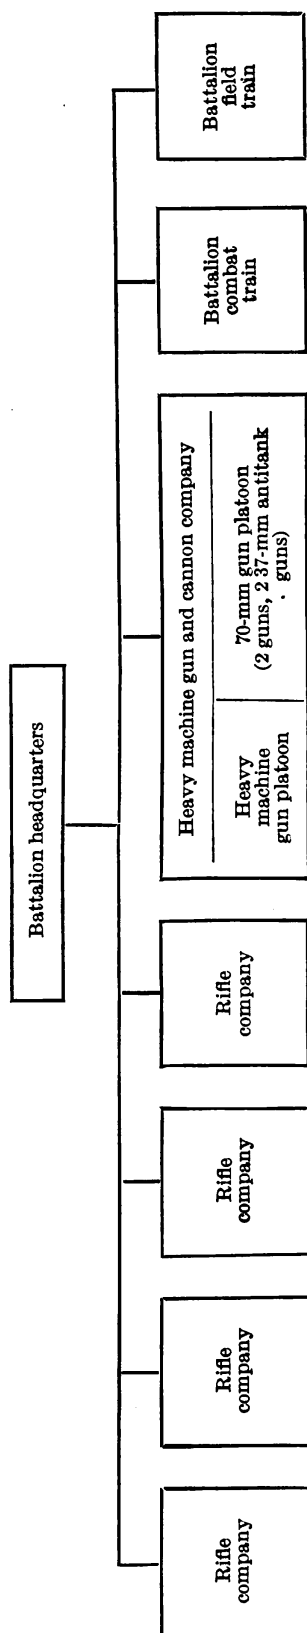 Battalion headquarters
Rifle
company
Rifle
company
Rifle
company
Rifle
company
Heavy machine gun and cannon company
Heavy
machine
gun platoon
70-mm gun platoon
(2 guns, 2 37-mm antitank
. guns)
Battalion
combat
train
Battalion
field
train